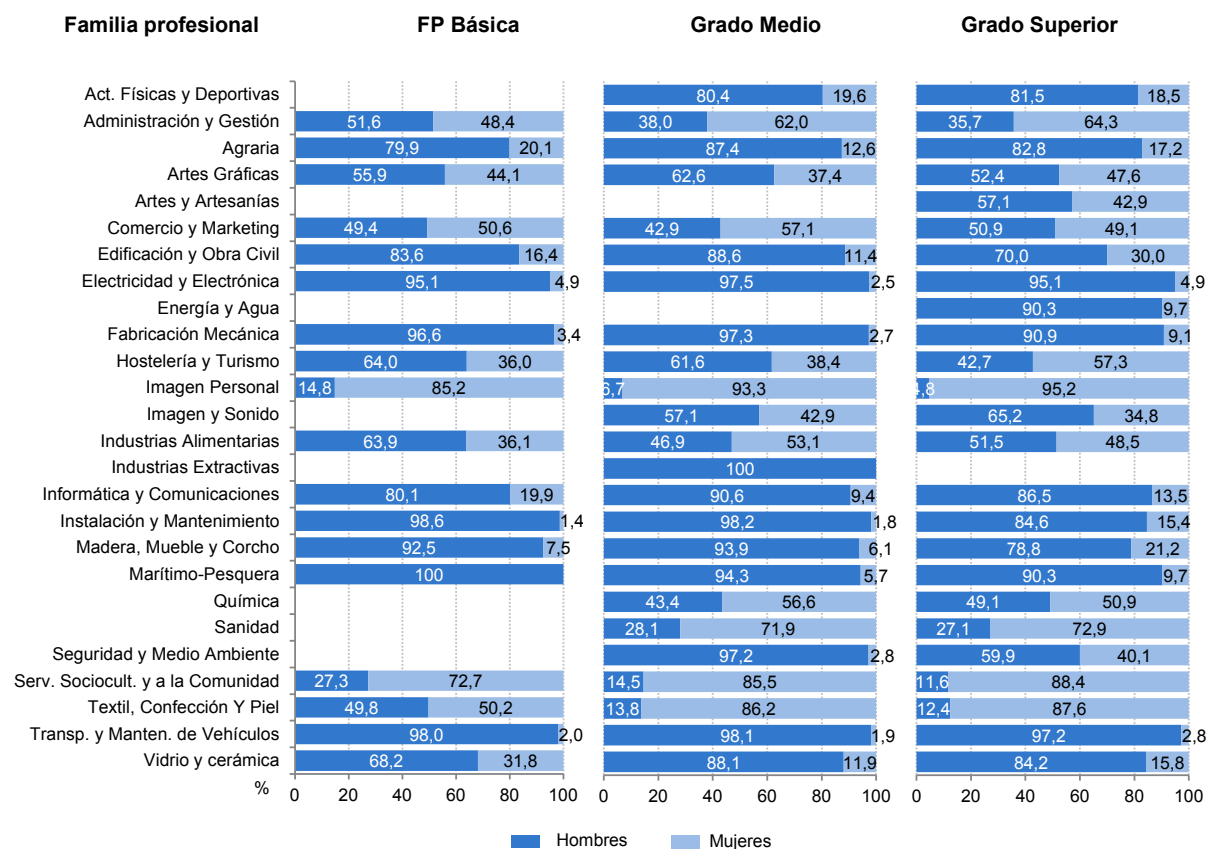 Familia profesional FP Básica Grado Medio Grado Superior
Act. Físicas y Deportivas 80,4 19,6 81,5 18,5
Administración y Gestión 51,6 48,4 38,0 62,0 35,7 64,3
Agraria 79,9 20,1 87,4 12,6 82,8 17,2
Artes Gráficas 55,9 44,1 62,6 37,4 52,4 47,6
Artes y Artesanías 57,1 42,9
Comercio y Marketing 49,4 50,6 42,9 57,1 50,9 49,1
Edificación y Obra Civil 83,6 16,4 88,6 11,4 70,0 30,0
Electricidad y Electrónica 95,1 4,9 97,5 2,5 95,1 4,9
Energía y Agua 90,3 9,7
Fabricación Mecánica 96,6 3,4 97,3 2,7 90,9 9,1
Hostelería y Turismo 64,0 36,0 61,6 38,4 42,7 57,3
Imagen Personal 14,8 85,2 6,7 93,3 4,8 95,2
Imagen y Sonido 57,1 42,9 65,2 34,8
Industrias Alimentarias 63,9 36,1 46,9 53,1 51,5 48,5
Industrias Extractivas 100
Informática y Comunicaciones 80,1 19,9 90,6 9,4 86,5 13,5
Instalación y Mantenimiento 98,6 1,4 98,2 1,8 84,6 15,4
Madera, Mueble y Corcho 92,5 7,5 93,9 6,1 78,8 21,2
Marítimo-Pesquera 100 94,3 5,7 90,3 9,7
Química 43,4 56,6 49,1 50,9
Sanidad 28,1 71,9 27,1 72,9
Seguridad y Medio Ambiente 97,2 2,8 59,9 40,1
Serv. Sociocult. y a la Comunidad 27,3 72,7 14,5 85,5 11,6 88,4
Textil, Confección Y Piel 49,8 50,2 13,8 86,2 12,4 87,6
Transp. y Manten. de Vehículos 98,0 2,0 98,1 1,9 97,2 2,8
Vidrio y cerámica 68,2 31,8 88,1 11,9 84,2 15,8
% 0 20 40 60 80 100 0 20 40 60 80 100 0 20 40 60 80 100
Hombres Mujeres